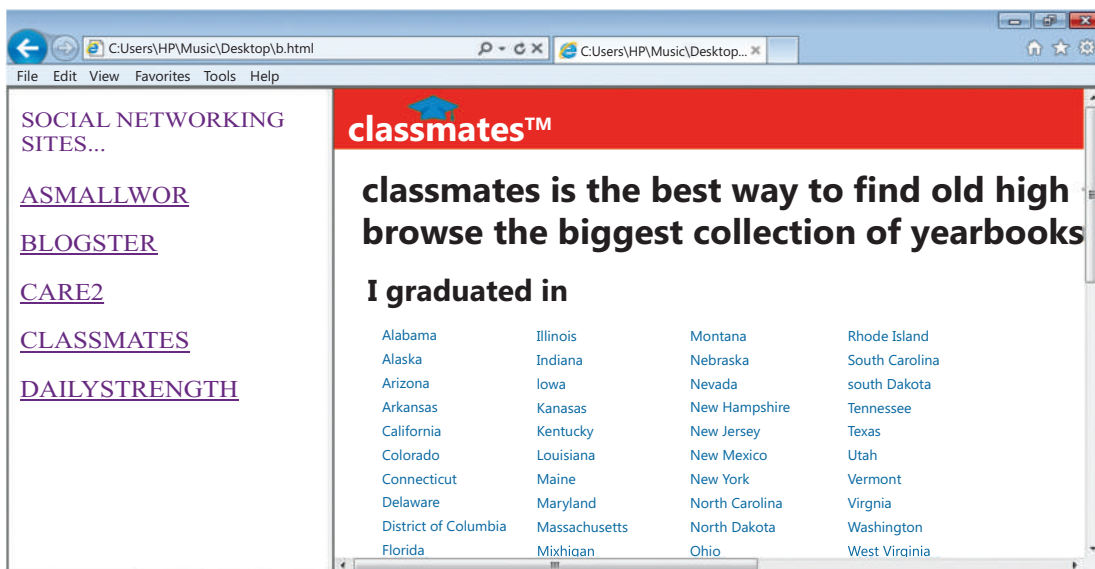 C:Users\HP\Music\Desktop\b.html
C:Users\HP\Music\Desktop...
File Edit View Favorites Tools Help
SOCIAL NETWORKING
SITES...
ASMALLWOR
BLOGSTER
CARE2
CLASSMATES
DAILYSTRENGTH
classmates™
classmates is the best way to find old high
browse the biggest collection of yearbooks
I graduated in
Alabama Illinois Montana Rhode Island
Alaska Indiana Nebraska South Carolina
Arizona lowa Nevada south Dakota
Arkansas Kanasas New Hampshire Tennessee
California Kentucky New Jersey Texas
Colorado Louisiana New Mexico Utah
Connecticut Maine New York Vermont
Delaware Maryland North Carolina Virgnia
District of Columbia Massachusetts North Dakota Washington
Florida Mixhigan Ohio West Virginia